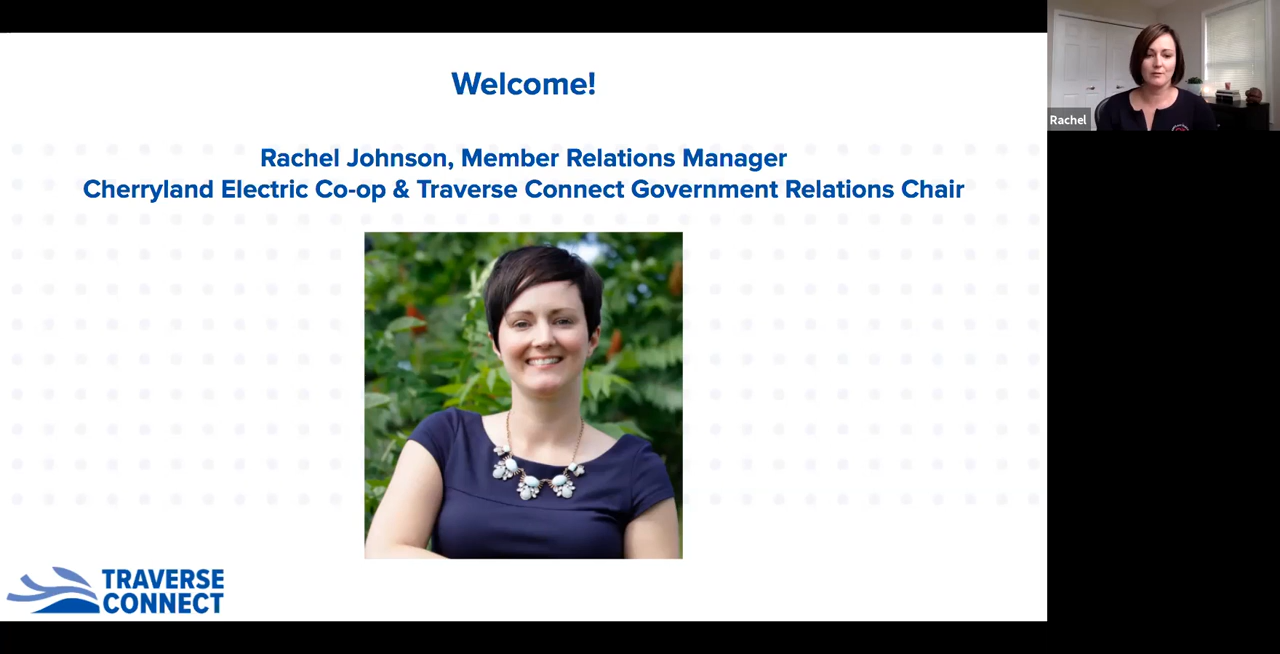 Welcome!
Rachel Johnson, Member Relations Manager
Cherryland Electric Co-op & Traverse Connect Government Relations Chair
Rachel
TRAVERSE
CONNECT